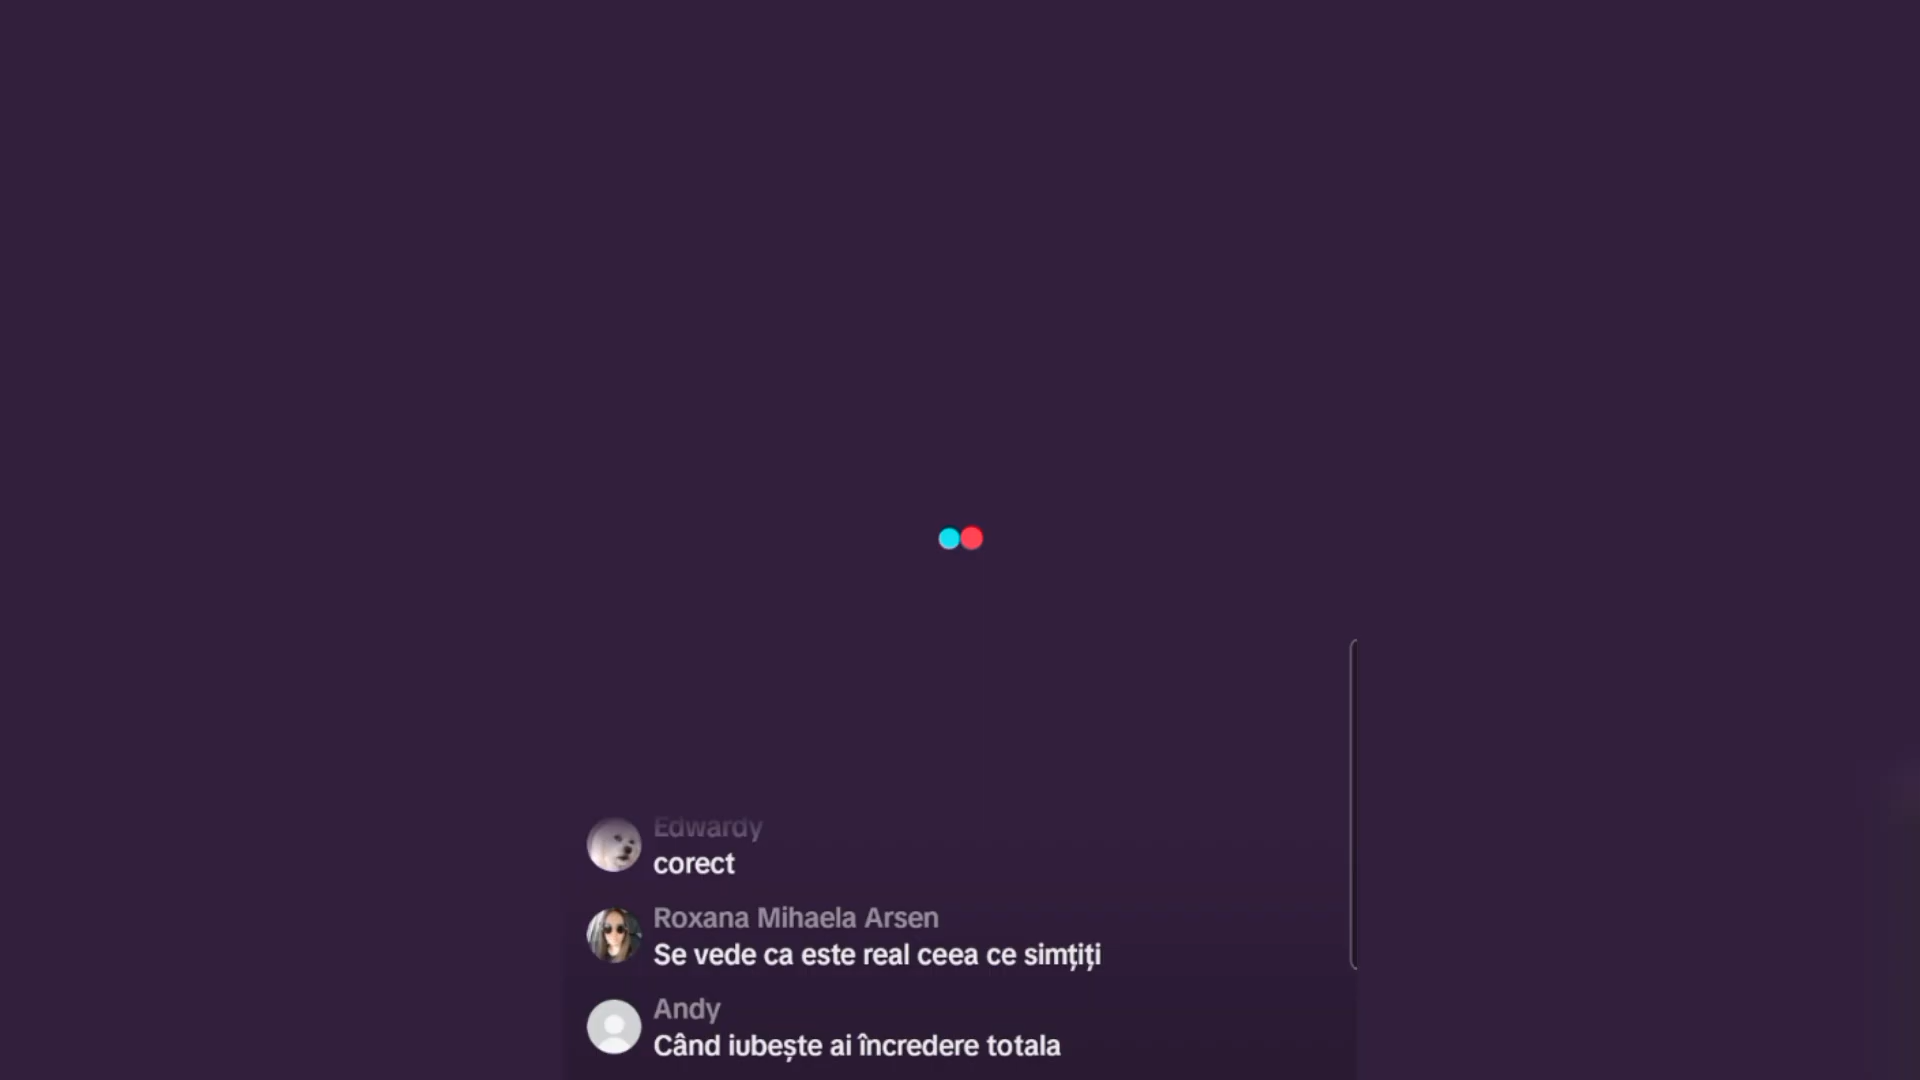 Edwardy
corect
Roxana Mihaela Arsen
Se vede ca este real ceea ce simțiți
Andy
Când iubește ai încredere totala